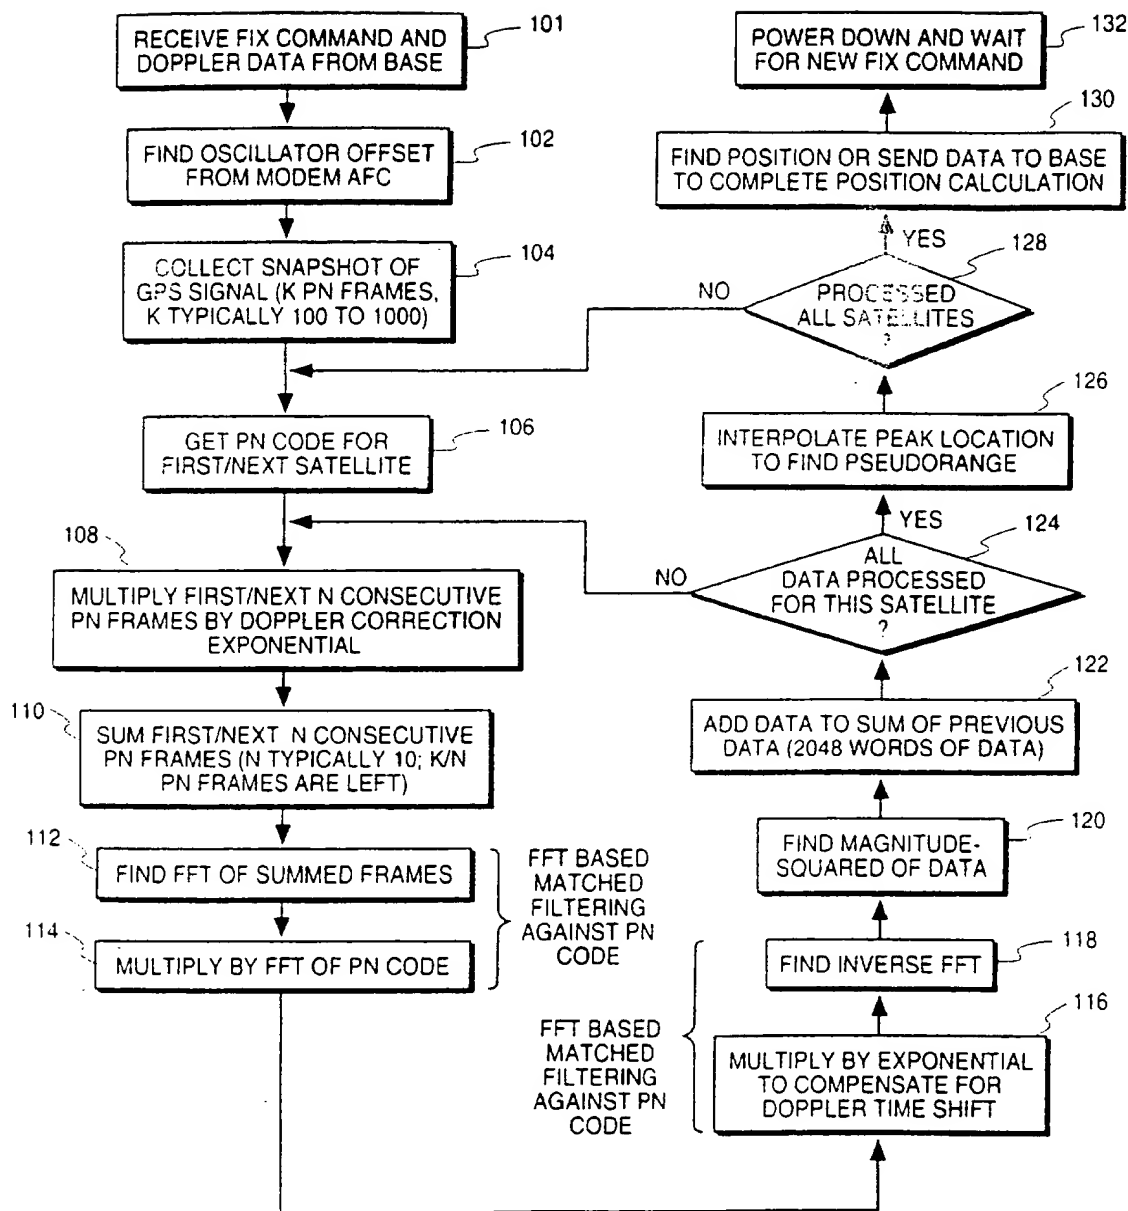 101
RECEIVE FIX COMMAND AND
DOPPLER DATA FROM BASE
102
FIND OSCILLATOR OFFSET
FROM MODEM AFC
104
COLLECT SNAPSHOT OF
GPS SIGNAL (K PN FRAMES,
K TYPICALLY 100 TO 1000)
106
GET PN CODE FOR
FIRST/NEXT SATELLITE
108
MULTIPLY FIRST/NEXT N CONSECUTIVE
PN FRAMES BY DOPPLER CORRECTION
EXPONENTIAL
110
SUM FIRST/NEXT N CONSECUTIVE
PN FRAMES (N TYPICALLY 10; K/N
PN FRAMES ARE LEFT)
112
FIND FFT OF SUMMED FRAMES
114
MULTIPLY BY FFT OF PN CODE
FFT BASED
MATCHED
FILTERING
AGAINST PN
CODE
FFT BASED
MATCHED
FILTERING
AGAINST PN
CODE
116
MULTIPLY BY EXPONENTIAL
TO COMPENSATE FOR
DOPPLER TIME SHIFT
118
FIND INVERSE FFT
120
FIND MAGNITUDE-
SQUARED OF DATA
122
ADD DATA TO SUM OF PREVIOUS
DATA (2048 WORDS OF DATA)
124
ALL
DATA PROCESSED
FOR THIS SATELLITE
?
NO
YES
126
INTERPOLATE PEAK LOCATION
TO FIND PSEUDORANGE
128
PROCESSED
ALL SATELLITES
?
NO
YES
130
FIND POSITION OR SEND DATA TO BASE
TO COMPLETE POSITION CALCULATION
132
POWER DOWN AND WAIT
FOR NEW FIX COMMAND